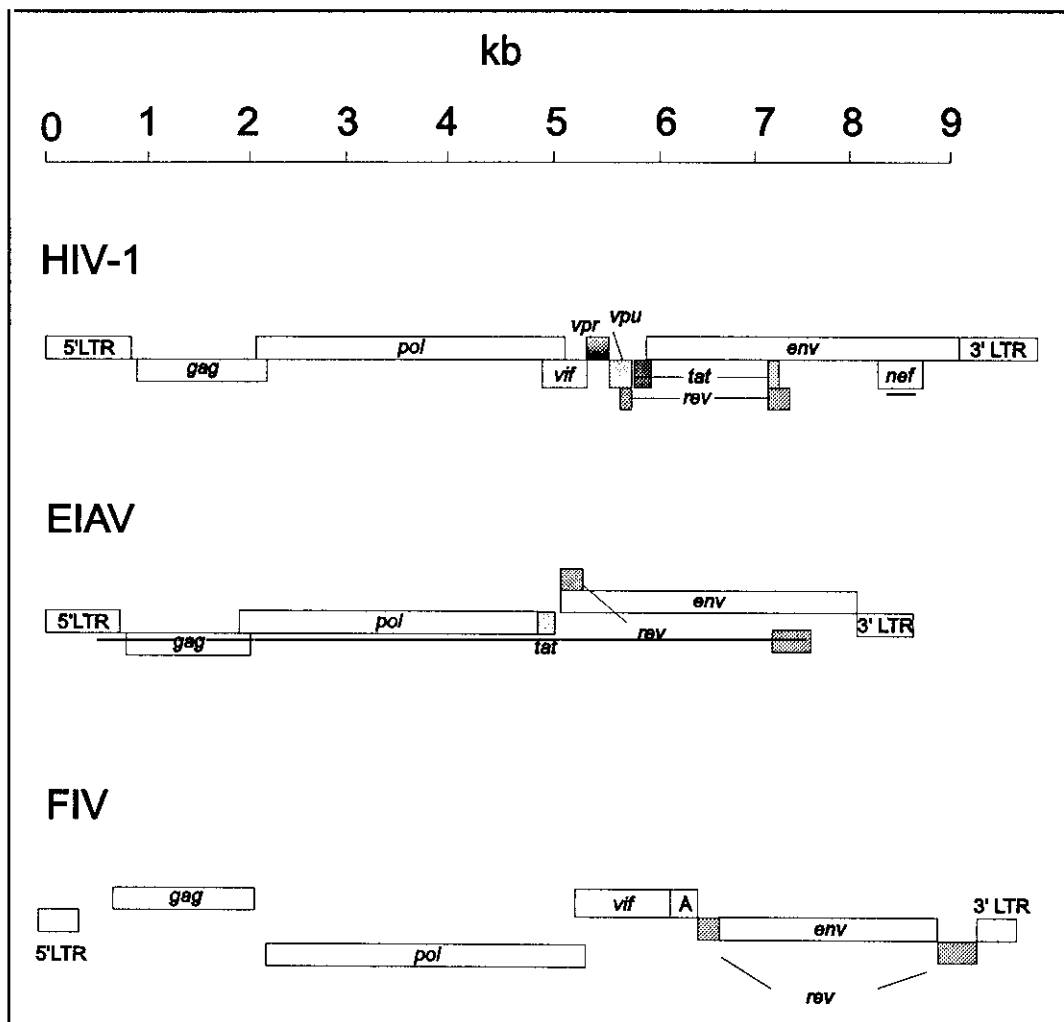 kb
0 1 2 3 4 5 6 7 8 9
HIV-1
vpr vpu
5'LTR pol env 3' LTR
gag vif tat nef
rev
EIAV
env
5'LTR pol rev 3' LTR
gag tat
FIV
gag vif A 3' LTR
5'LTR pol env
rev